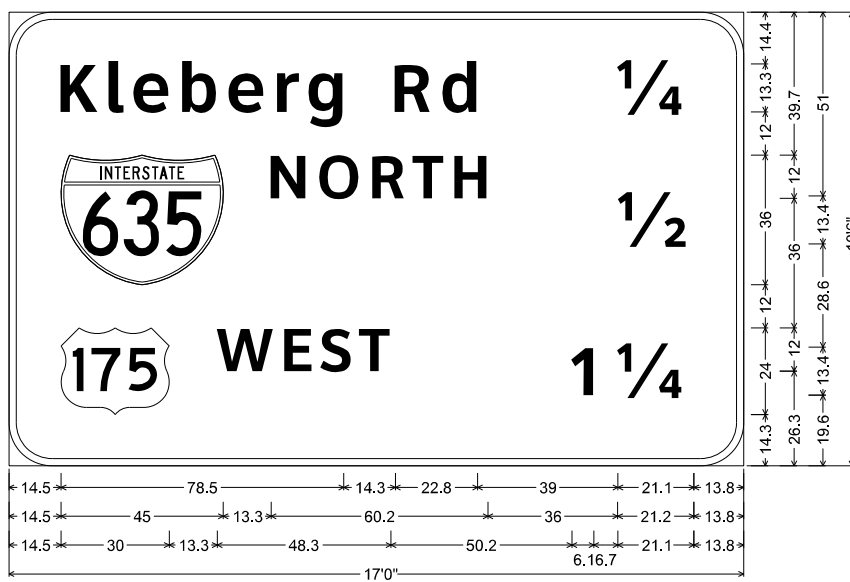 Kleberg Rd 1/4
INTERSTATE
635
NORTH
1/2
175
WEST
1 1/4
14.4 13.3 12 36 12 24 14.3
39.7 12 36 12 26.3
51 13.4 28.6 13.4 19.6
14.5 78.5 14.3 22.8 39 21.1 13.8
14.5 45 13.3 60.2 36 21.2 13.8
14.5 30 13.3 48.3 50.2 6.1 6.7 21.1 13.8
17'0"